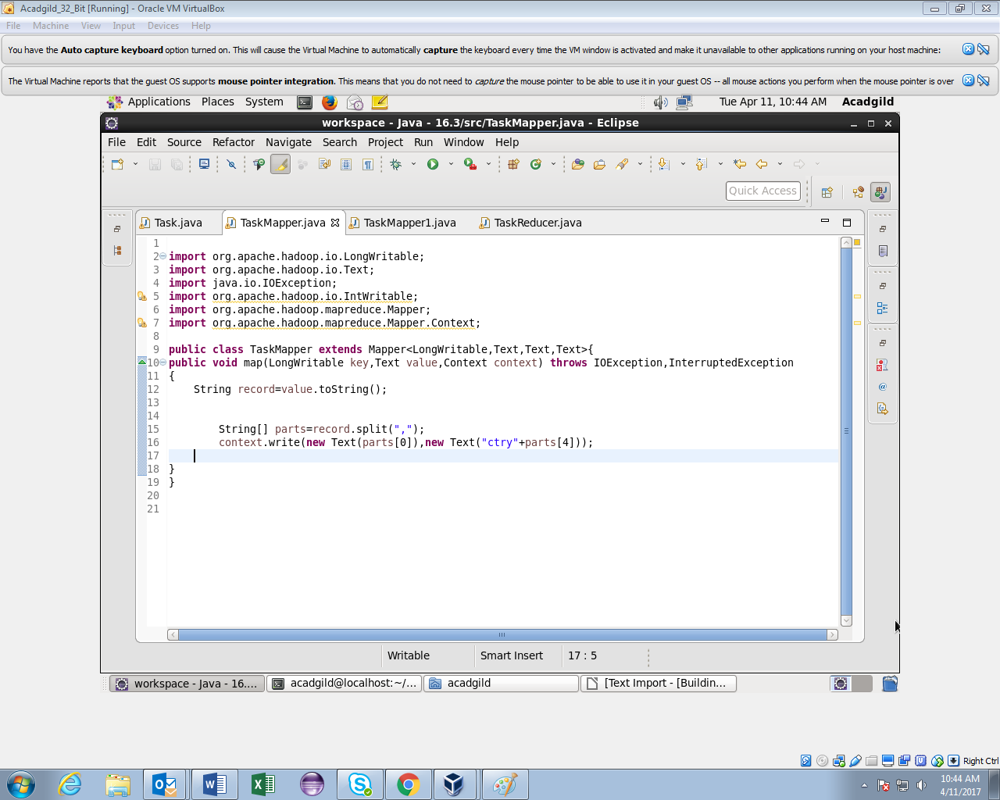 Acadgild_32_Bit [Running] - Oracle VM VirtualBox
File Machine View Input Devices Help
You have the Auto capture keyboard option turned on. This will cause the Virtual Machine to automatically capture the keyboard every time the VM window is activated and make it unavailable to other applications running on your host machine:
The Virtual Machine reports that the guest OS supports mouse pointer integration. This means that you do not need to capture the mouse pointer to be able to use it in your guest OS -- all mouse actions you perform when the mouse pointer is over
Applications Places System Tue Apr 11, 10:44 AM Acadgild
workspace - Java - 16.3/src/TaskMapper.java - Eclipse
File Edit Source Refactor Navigate Search Project Run Window Help
Quick Access
Task.java TaskMapper.java TaskMapper1.java TaskReducer.java
1
2 import org.apache.hadoop.io.LongWritable;
3 import org.apache.hadoop.io.Text;
4 import java.io.IOException;
5 import org.apache.hadoop.io.IntWritable;
6 import org.apache.hadoop.mapreduce.Mapper;
7 import org.apache.hadoop.mapreduce.Mapper.Context;
8
9 public class TaskMapper extends Mapper<LongWritable,Text,Text,Text>{
10 public void map(LongWritable key,Text value,Context context) throws IOException,InterruptedException
11 {
12 String record=value.toString();
13
14
15 String[] parts=record.split(",");
16 context.write(new Text(parts[0]),new Text("ctry"+parts[4]));
17
18 }
19 }
20
21
Writable Smart Insert 17 : 5
workspace - Java - 16.... acadgild@localhost:~/... acadgild [Text Import - [Buildin...
Right Ctrl
10:44 AM
4/11/2017